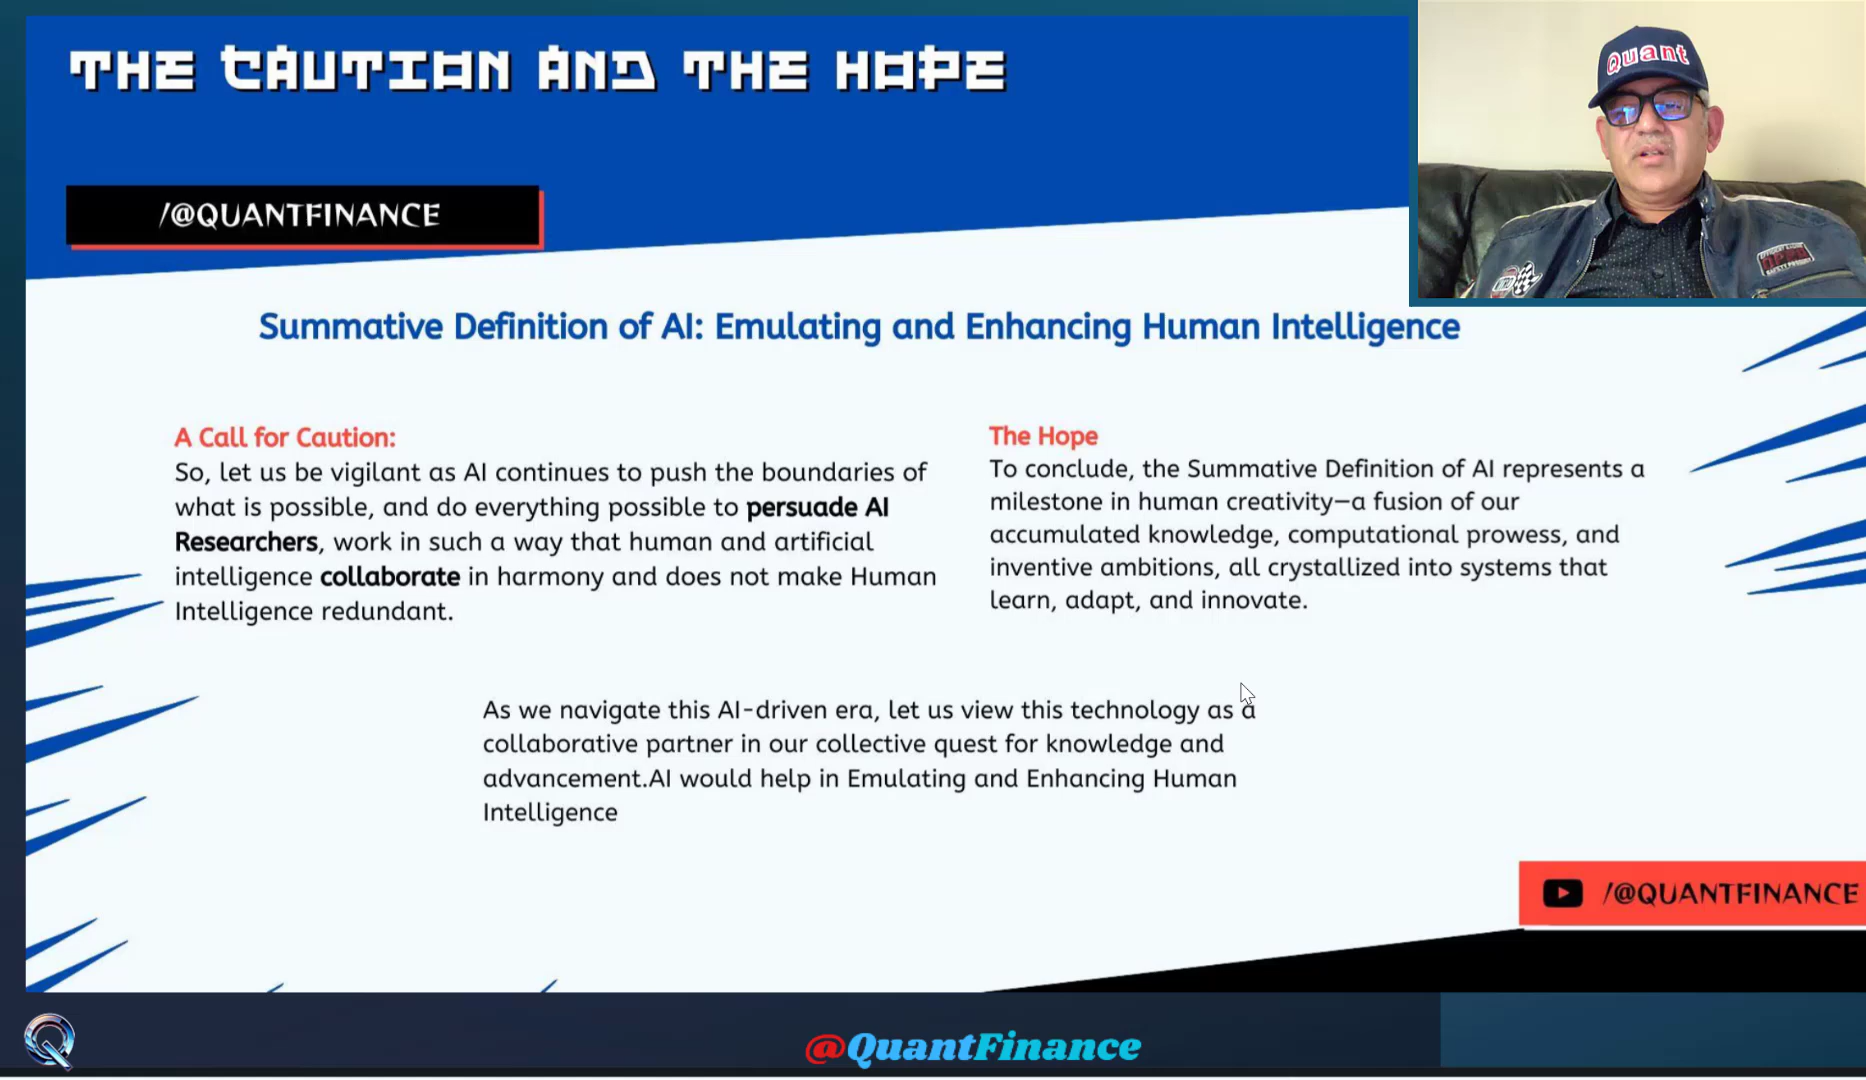 THE CAUTION AND THE HOPE
/@QUANTFINANCE
Quant
Summative Definition of AI: Emulating and Enhancing Human Intelligence
A Call for Caution:
So, let us be vigilant as AI continues to push the boundaries of
what is possible, and do everything possible to persuade AI
Researchers, work in such a way that human and artificial
intelligence collaborate in harmony and does not make Human
Intelligence redundant.
The Hope
To conclude, the Summative Definition of AI represents a
milestone in human creativity—a fusion of our
accumulated knowledge, computational prowess, and
inventive ambitions, all crystallized into systems that
learn, adapt, and innovate.
As we navigate this AI-driven era, let us view this technology as a
collaborative partner in our collective quest for knowledge and
advancement.AI would help in Emulating and Enhancing Human
Intelligence
/@QUANTFINANCE
Q
@QuantFinance